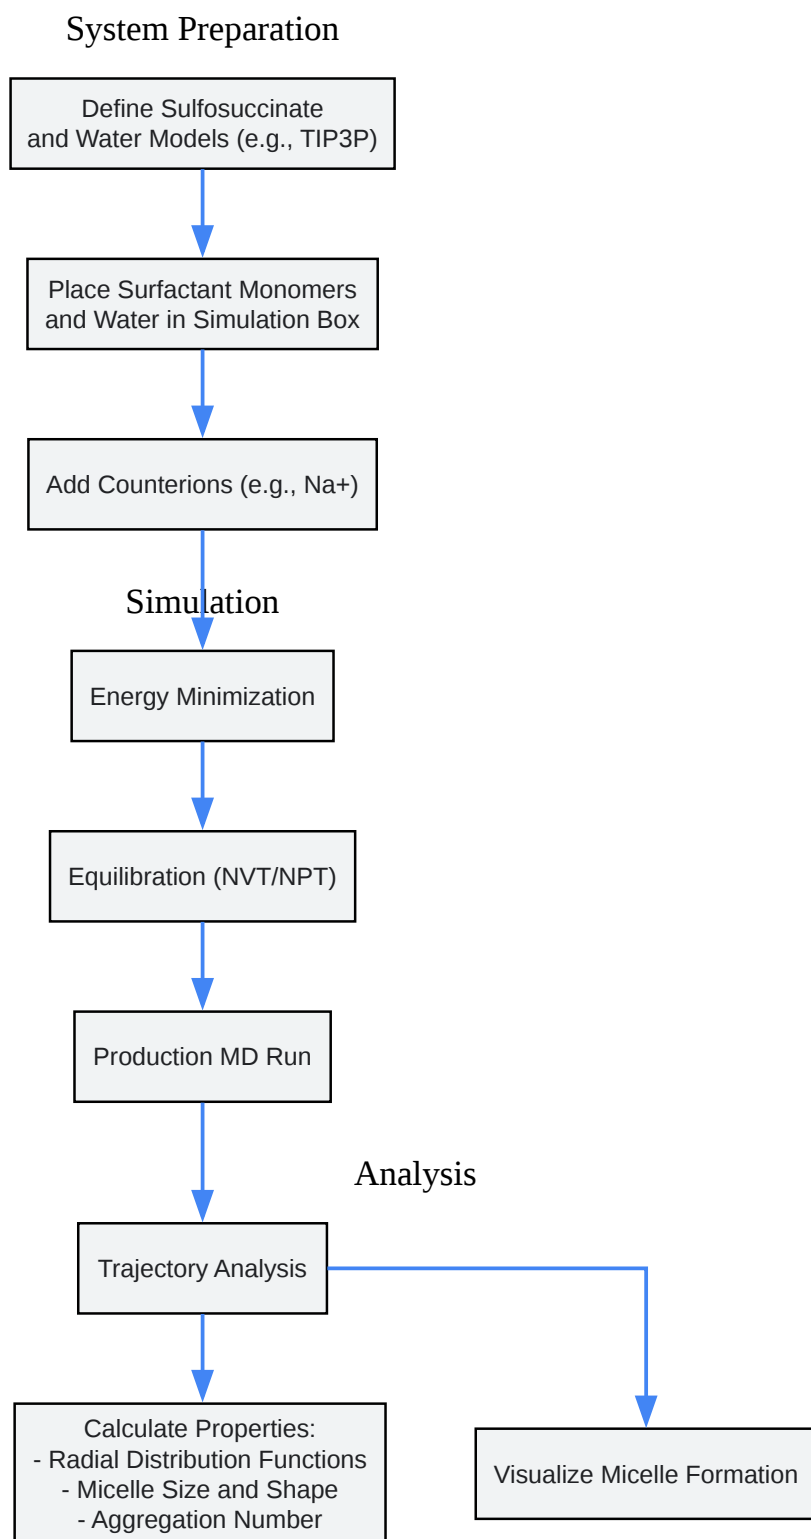 System Preparation
Define Sulfosuccinate
and Water Models (e.g., TIP3P)
Place Surfactant Monomers
and Water in Simulation Box
Add Counterions (e.g., Na+)
Simulation
Energy Minimization
Equilibration (NVT/NPT)
Production MD Run
Analysis
Trajectory Analysis
Calculate Properties:
- Radial Distribution Functions
- Micelle Size and Shape
- Aggregation Number
Visualize Micelle Formation